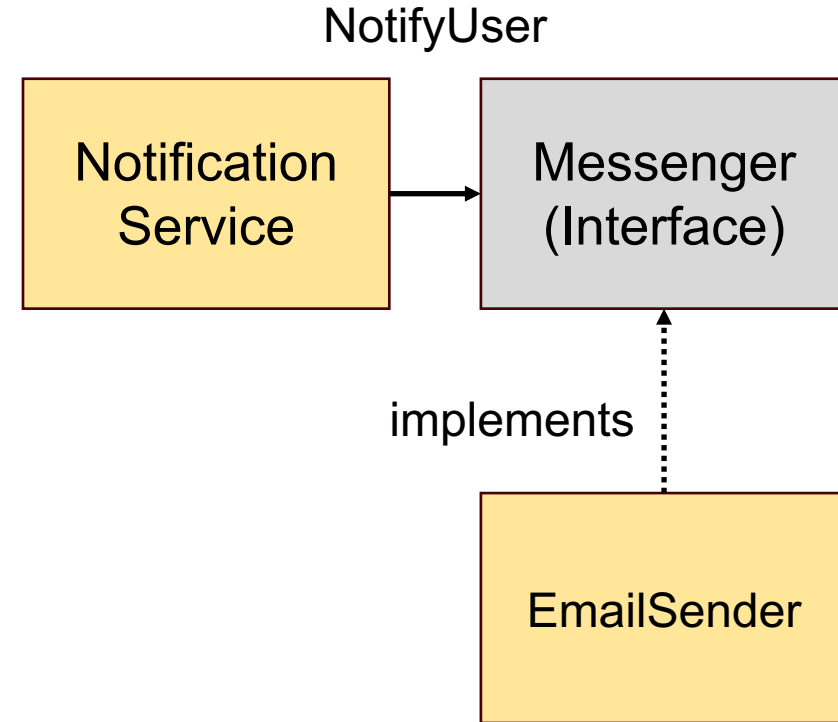 NotifyUser
Notification
Service
Messenger
(Interface)
implements
EmailSender